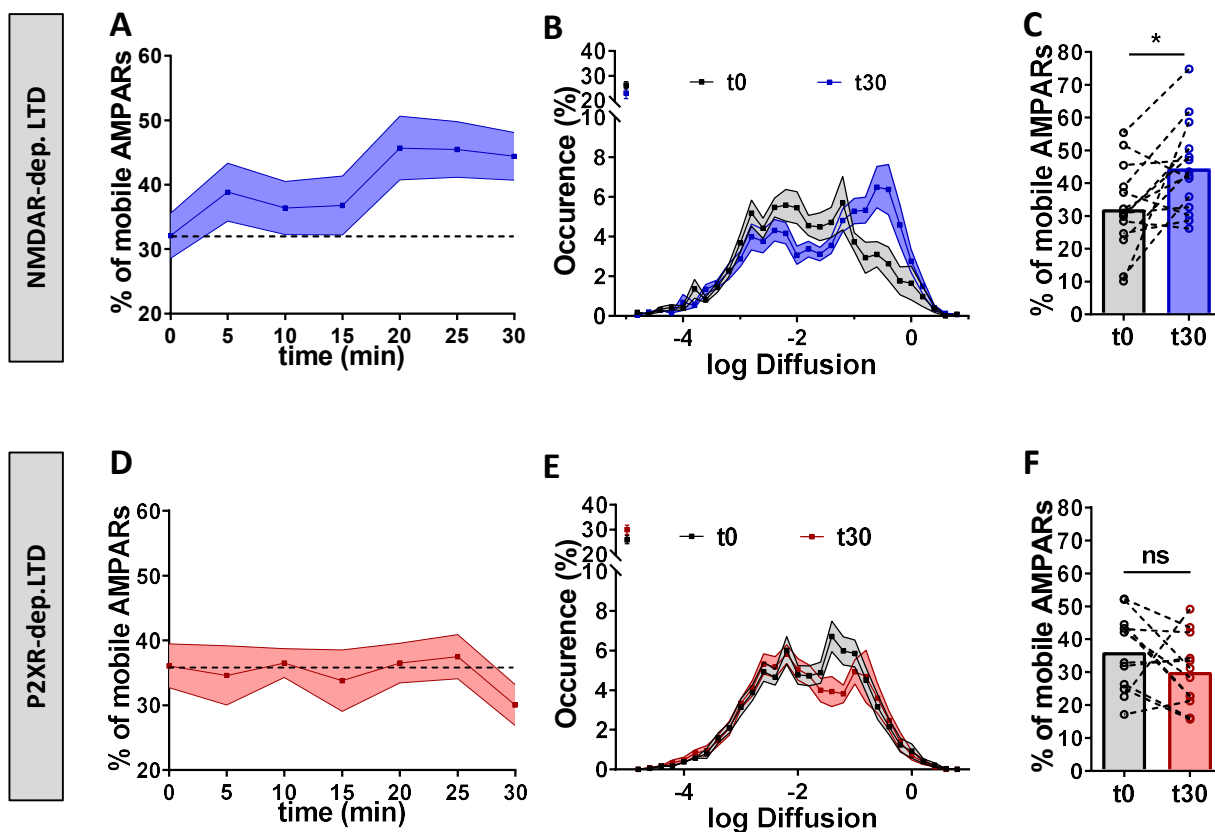 NMDAR-dep. LTD
A
% of mobile AMPARs
60
50
40
30
20
0 5 10 15 20 25 30
time (min)
B
Occurence (%)
40
30
20
10
8
6
4
2
0
t0 t30
-4 -2 0
log Diffusion
C
% of mobile AMPARs
80
70
60
50
40
30
20
10
0
*
t0 t30
P2XR-dep.LTD
D
% of mobile AMPARs
60
50
40
30
20
0 5 10 15 20 25 30
time (min)
E
Occurence (%)
40
30
20
10
8
6
4
2
0
t0 t30
-4 -2 0
log Diffusion
F
% of mobile AMPARs
80
70
60
50
40
30
20
10
0
ns
t0 t30